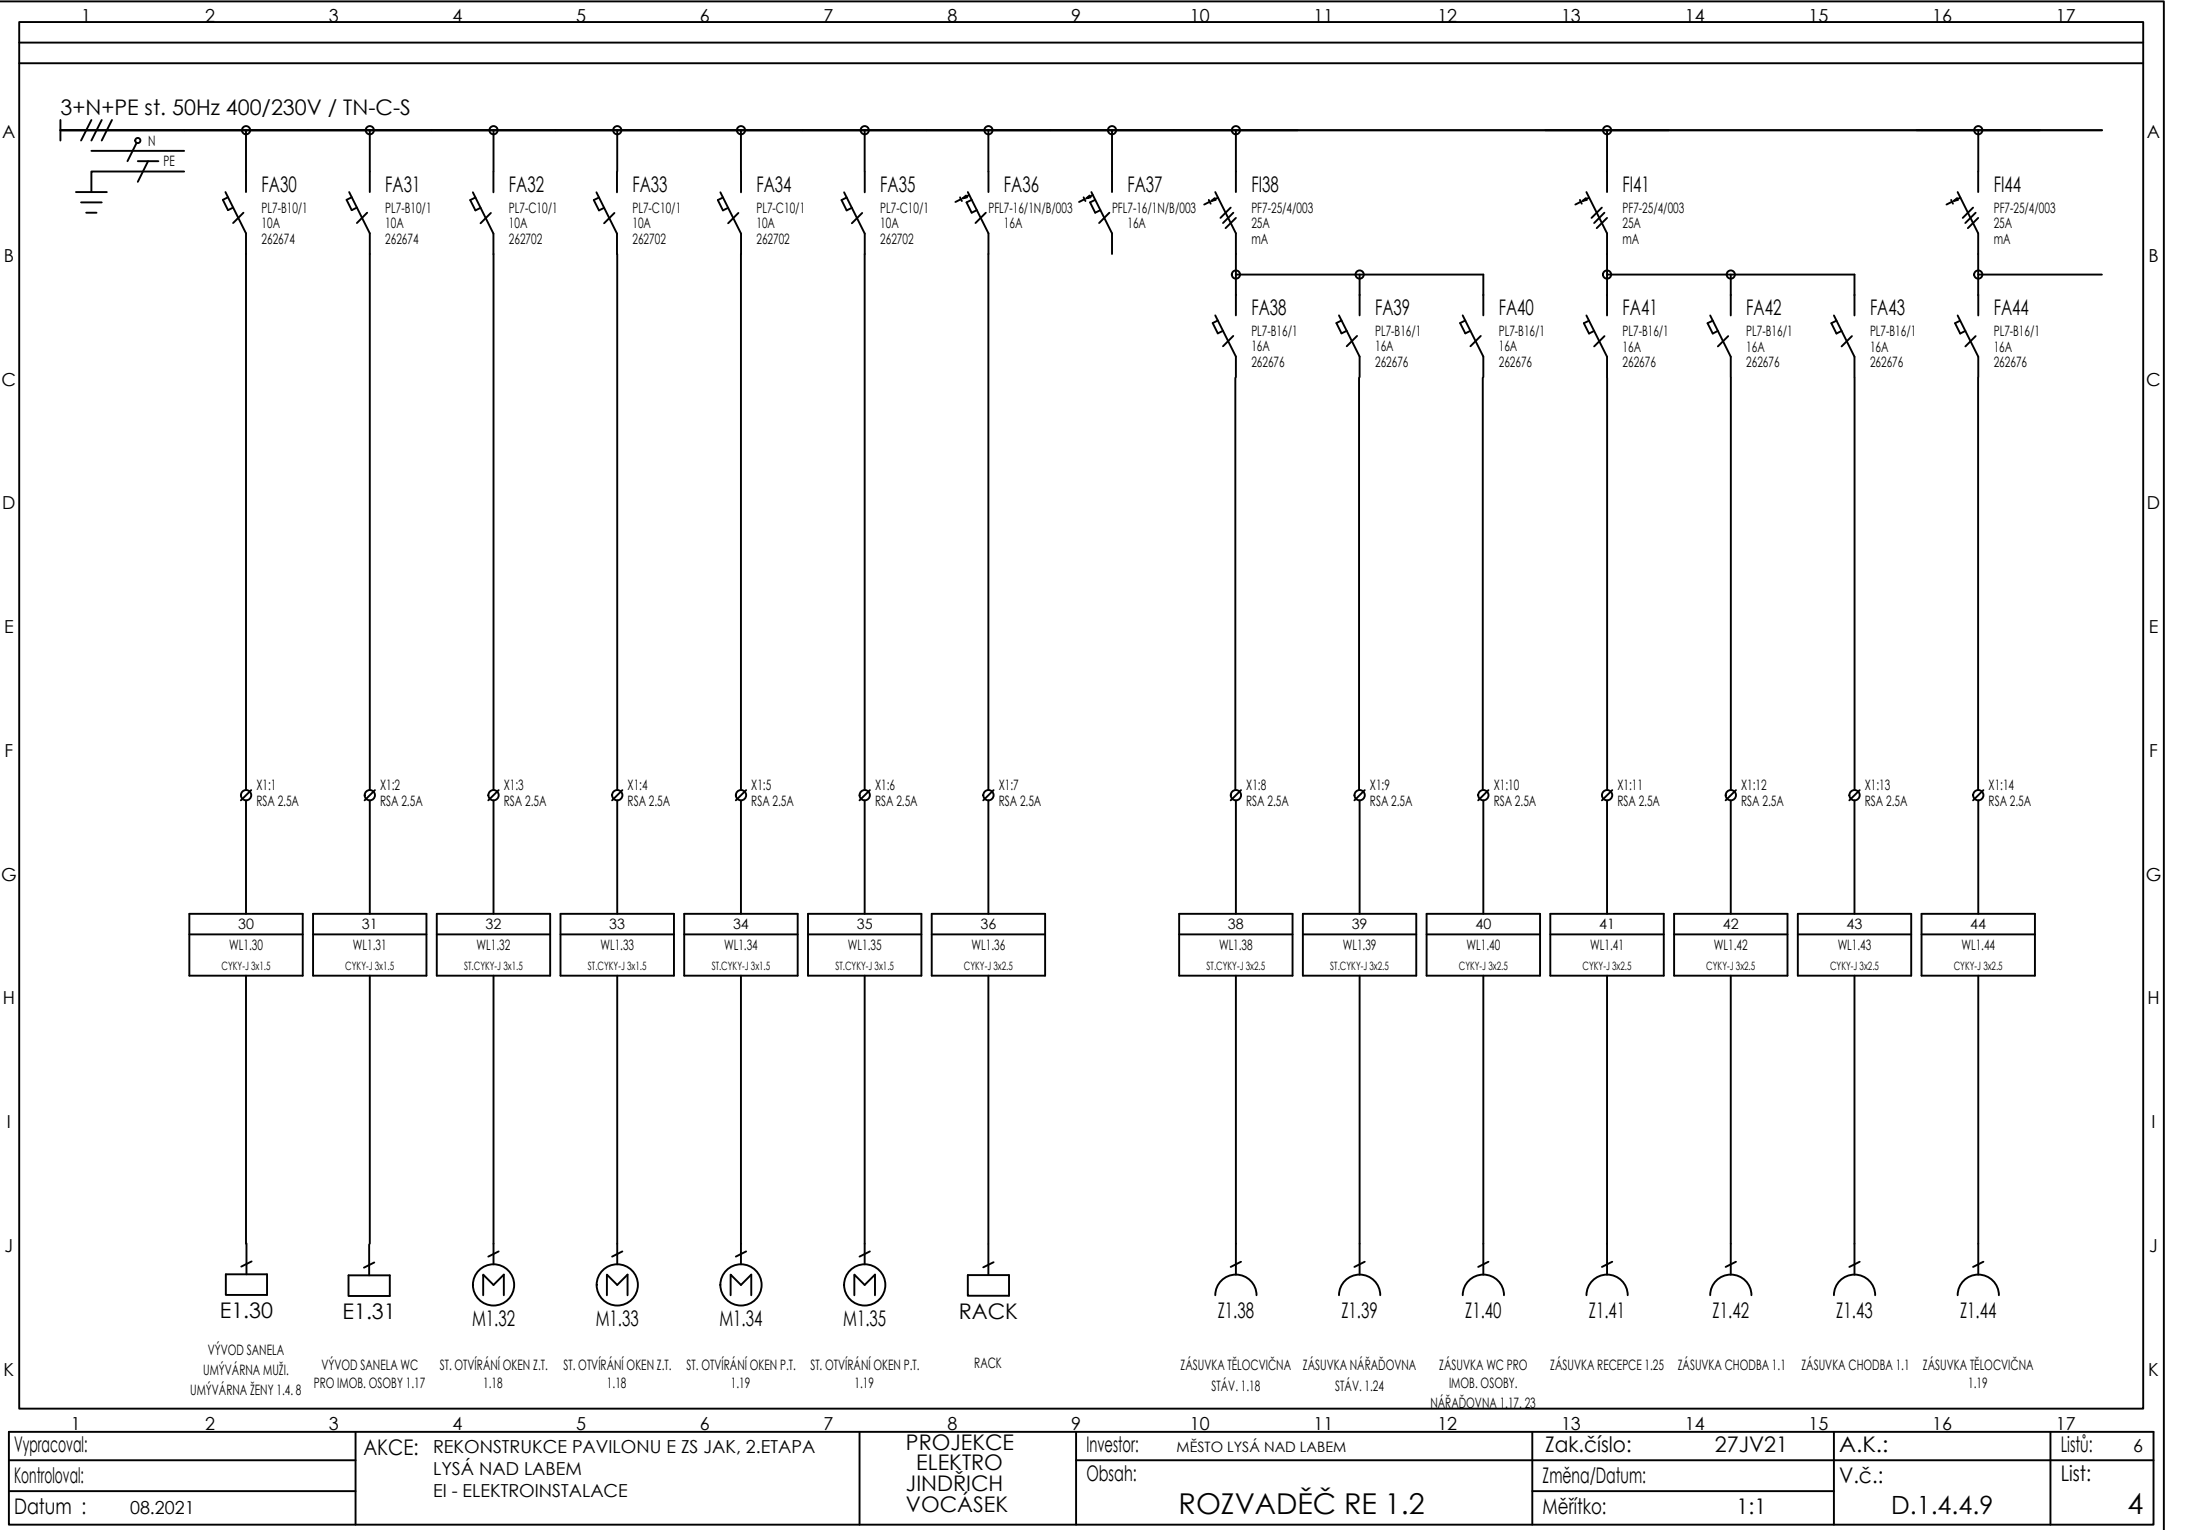 1 2 3 4 5 6 7 8 9 10 11 12 13 14 15 16 17
3+N+PE st. 50Hz 400/230V / TN-C-S
A A
N
PE
FA30
PL7-B10/1
10A
262674
FA31
PL7-B10/1
10A
262674
FA32
PL7-C10/1
10A
262702
FA33
PL7-C10/1
10A
262702
FA34
PL7-C10/1
10A
262702
FA35
PL7-C10/1
10A
262702
FA36
PFL7-16/1N/B/003
16A
FA37
PFL7-16/1N/B/003
16A
FI38
PF7-25/4/003
25A
mA
FI41
PF7-25/4/003
25A
mA
FI44
PF7-25/4/003
25A
mA
B B
FA38
PL7-B16/1
16A
262676
FA39
PL7-B16/1
16A
262676
FA40
PL7-B16/1
16A
262676
FA41
PL7-B16/1
16A
262676
FA42
PL7-B16/1
16A
262676
FA43
PL7-B16/1
16A
262676
FA44
PL7-B16/1
16A
262676
C C
D D
E E
F F
X1:1
RSA 2.5A
X1:2
RSA 2.5A
X1:3
RSA 2.5A
X1:4
RSA 2.5A
X1:5
RSA 2.5A
X1:6
RSA 2.5A
X1:7
RSA 2.5A
X1:8
RSA 2.5A
X1:9
RSA 2.5A
X1:10
RSA 2.5A
X1:11
RSA 2.5A
X1:12
RSA 2.5A
X1:13
RSA 2.5A
X1:14
RSA 2.5A
G G
30
WL1.30
CYKY-J 3x1.5
31
WL1.31
CYKY-J 3x1.5
32
WL1.32
ST.CYKY-J 3x1.5
33
WL1.33
ST.CYKY-J 3x1.5
34
WL1.34
ST.CYKY-J 3x1.5
35
WL1.35
ST.CYKY-J 3x1.5
36
WL1.36
CYKY-J 3x2.5
38
WL1.38
ST.CYKY-J 3x2.5
39
WL1.39
ST.CYKY-J 3x2.5
40
WL1.40
CYKY-J 3x2.5
41
WL1.41
CYKY-J 3x2.5
42
WL1.42
CYKY-J 3x2.5
43
WL1.43
CYKY-J 3x2.5
44
WL1.44
CYKY-J 3x2.5
H H
I I
J J
E1.30
VÝVOD SANELA
UMÝVÁRNA MUŽI.
UMÝVÁRNA ŽENY 1.4. 8
E1.31
VÝVOD SANELA WC
PRO IMOB. OSOBY 1.17
M
M1.32
ST. OTVÍRÁNÍ OKEN Z.T.
1.18
M
M1.33
ST. OTVÍRÁNÍ OKEN Z.T.
1.18
M
M1.34
ST. OTVÍRÁNÍ OKEN P.T.
1.19
M
M1.35
ST. OTVÍRÁNÍ OKEN P.T.
1.19
RACK
RACK
Z1.38
ZÁSUVKA TĚLOCVIČNA
STÁV. 1.18
Z1.39
ZÁSUVKA NÁŘAĎOVNA
STÁV. 1.24
Z1.40
ZÁSUVKA WC PRO
IMOB. OSOBY.
NÁŘAĎOVNA 1.17. 23
Z1.41
ZÁSUVKA RECEPCE 1.25
Z1.42
ZÁSUVKA CHODBA 1.1
Z1.43
ZÁSUVKA CHODBA 1.1
Z1.44
ZÁSUVKA TĚLOCVIČNA
1.19
K K
1 2 3 4 5 6 7 8 9 10 11 12 13 14 15 16 17
Vypracoval:
Kontroloval:
Datum : 08.2021
AKCE: REKONSTRUKCE PAVILONU E ZS JAK, 2.ETAPA
LYSÁ NAD LABEM
EI - ELEKTROINSTALACE
PROJEKCE
ELEKTRO
JINDŘICH
VOCÁSEK
Investor: MĚSTO LYSÁ NAD LABEM
Obsah:
ROZVADĚČ RE 1.2
Zak.číslo: 27JV21
Změna/Datum:
Měřítko: 1:1
A.K.:
V.č.:
D.1.4.4.9
Listů: 6
List:
4